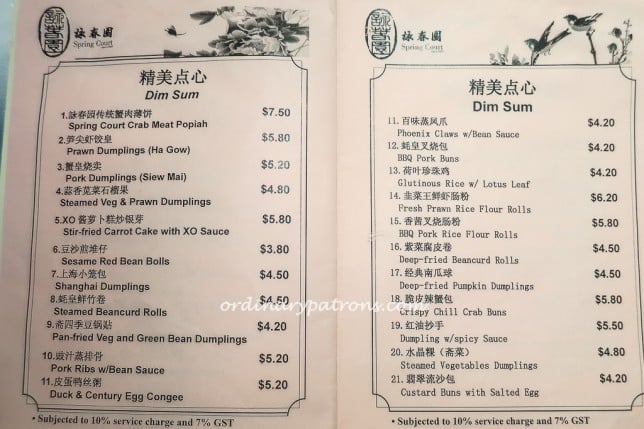 詠春園
Spring Court
精美点心
Dim Sum
1.詠春园传统蟹肉薄饼 $7.50
Spring Court Crab Meat Popiah
2.笋尖虾饺皇 $5.80
Prawn Dumplings (Ha Gow)
3.蟹皇烧卖 $5.20
Pork Dumplings (Siew Mai)
4.蒜香苋菜石榴果 $4.80
Steamed Veg & Prawn Dumplings
5.XO 酱萝卜糕炒银芽 $5.80
Stir-fried Carrot Cake with XO Sauce
6.豆沙煎堆仔 $3.80
Sesame Red Bean Bolls
7.上海小笼包 $4.50
Shanghai Dumplings
8.蚝皇鲜竹卷 $4.50
Steamed Beancurd Rolls
9.斋四季豆锅贴 $4.20
Pan-fried Veg and Green Bean Dumplings
10.豉汁蒸排骨 $5.20
Pork Ribs w/Bean Sauce
11.皮蛋鸭丝粥 $5.20
Duck & Century Egg Congee
• Subjected to 10% service charge and 7% GST
詠春園
Spring Court
精美点心
Dim Sum
11. 百味蒸凤爪 $4.20
Phoenix Claws w/Bean Sauce
12. 蚝皇叉烧包 $4.20
BBQ Pork Buns
13. 荷叶珍珠鸡 $4.20
Glutinous Rice w/ Lotus Leaf
14. 韭菜王鲜虾肠粉 $6.20
Fresh Prawn Rice Flour Rolls
15. 香茜叉烧肠粉 $5.80
BBQ Pork Rice Flour Rolls
16. 紫菜腐皮卷 $4.50
Deep-fried Beancurd Rolls
17. 经典南瓜球 $4.50
Deep-fried Pumpkin Dumplings
18. 脆皮辣蟹包 $5.80
Crispy Chill Crab Buns
19. 红油抄手 $5.50
Dumpling w/spicy Sauce
20. 水晶粿（斋菜） $4.80
Steamed Vegetables Dumplings
21. 翡翠流沙包 $4.20
Custard Buns with Salted Egg
• Subjected to 10% service charge and 7% GST
ordinarypatrons.com